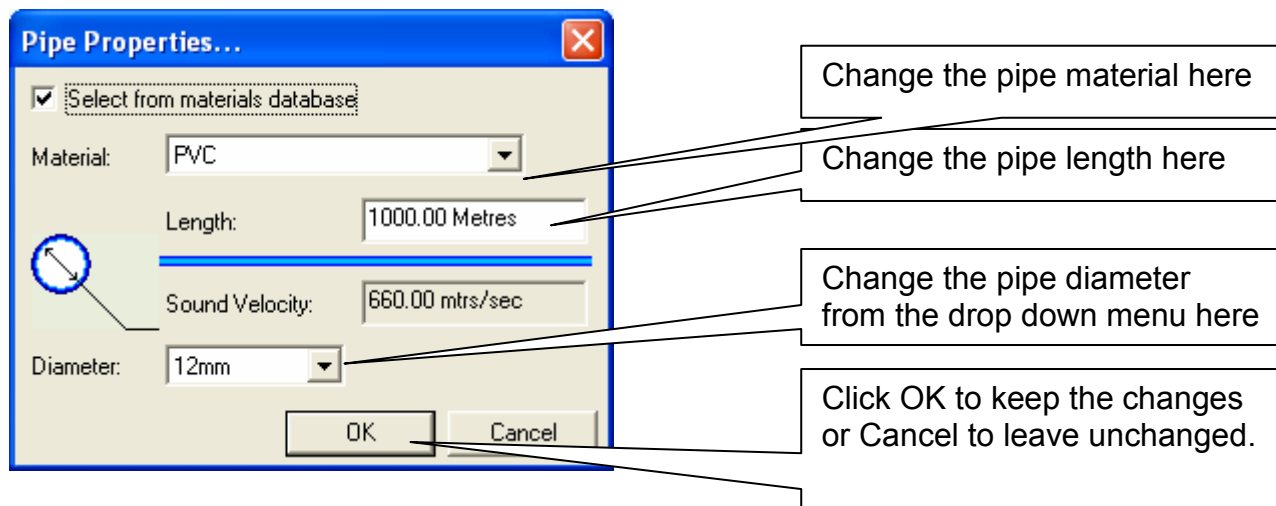 Pipe Properties...
Select from materials database
Material: PVC
Length: 1000.00 Metres
Sound Velocity: 660.00 mtrs/sec
Diameter: 12mm
OK Cancel
Change the pipe material here
Change the pipe length here
Change the pipe diameter
from the drop down menu here
Click OK to keep the changes
or Cancel to leave unchanged.